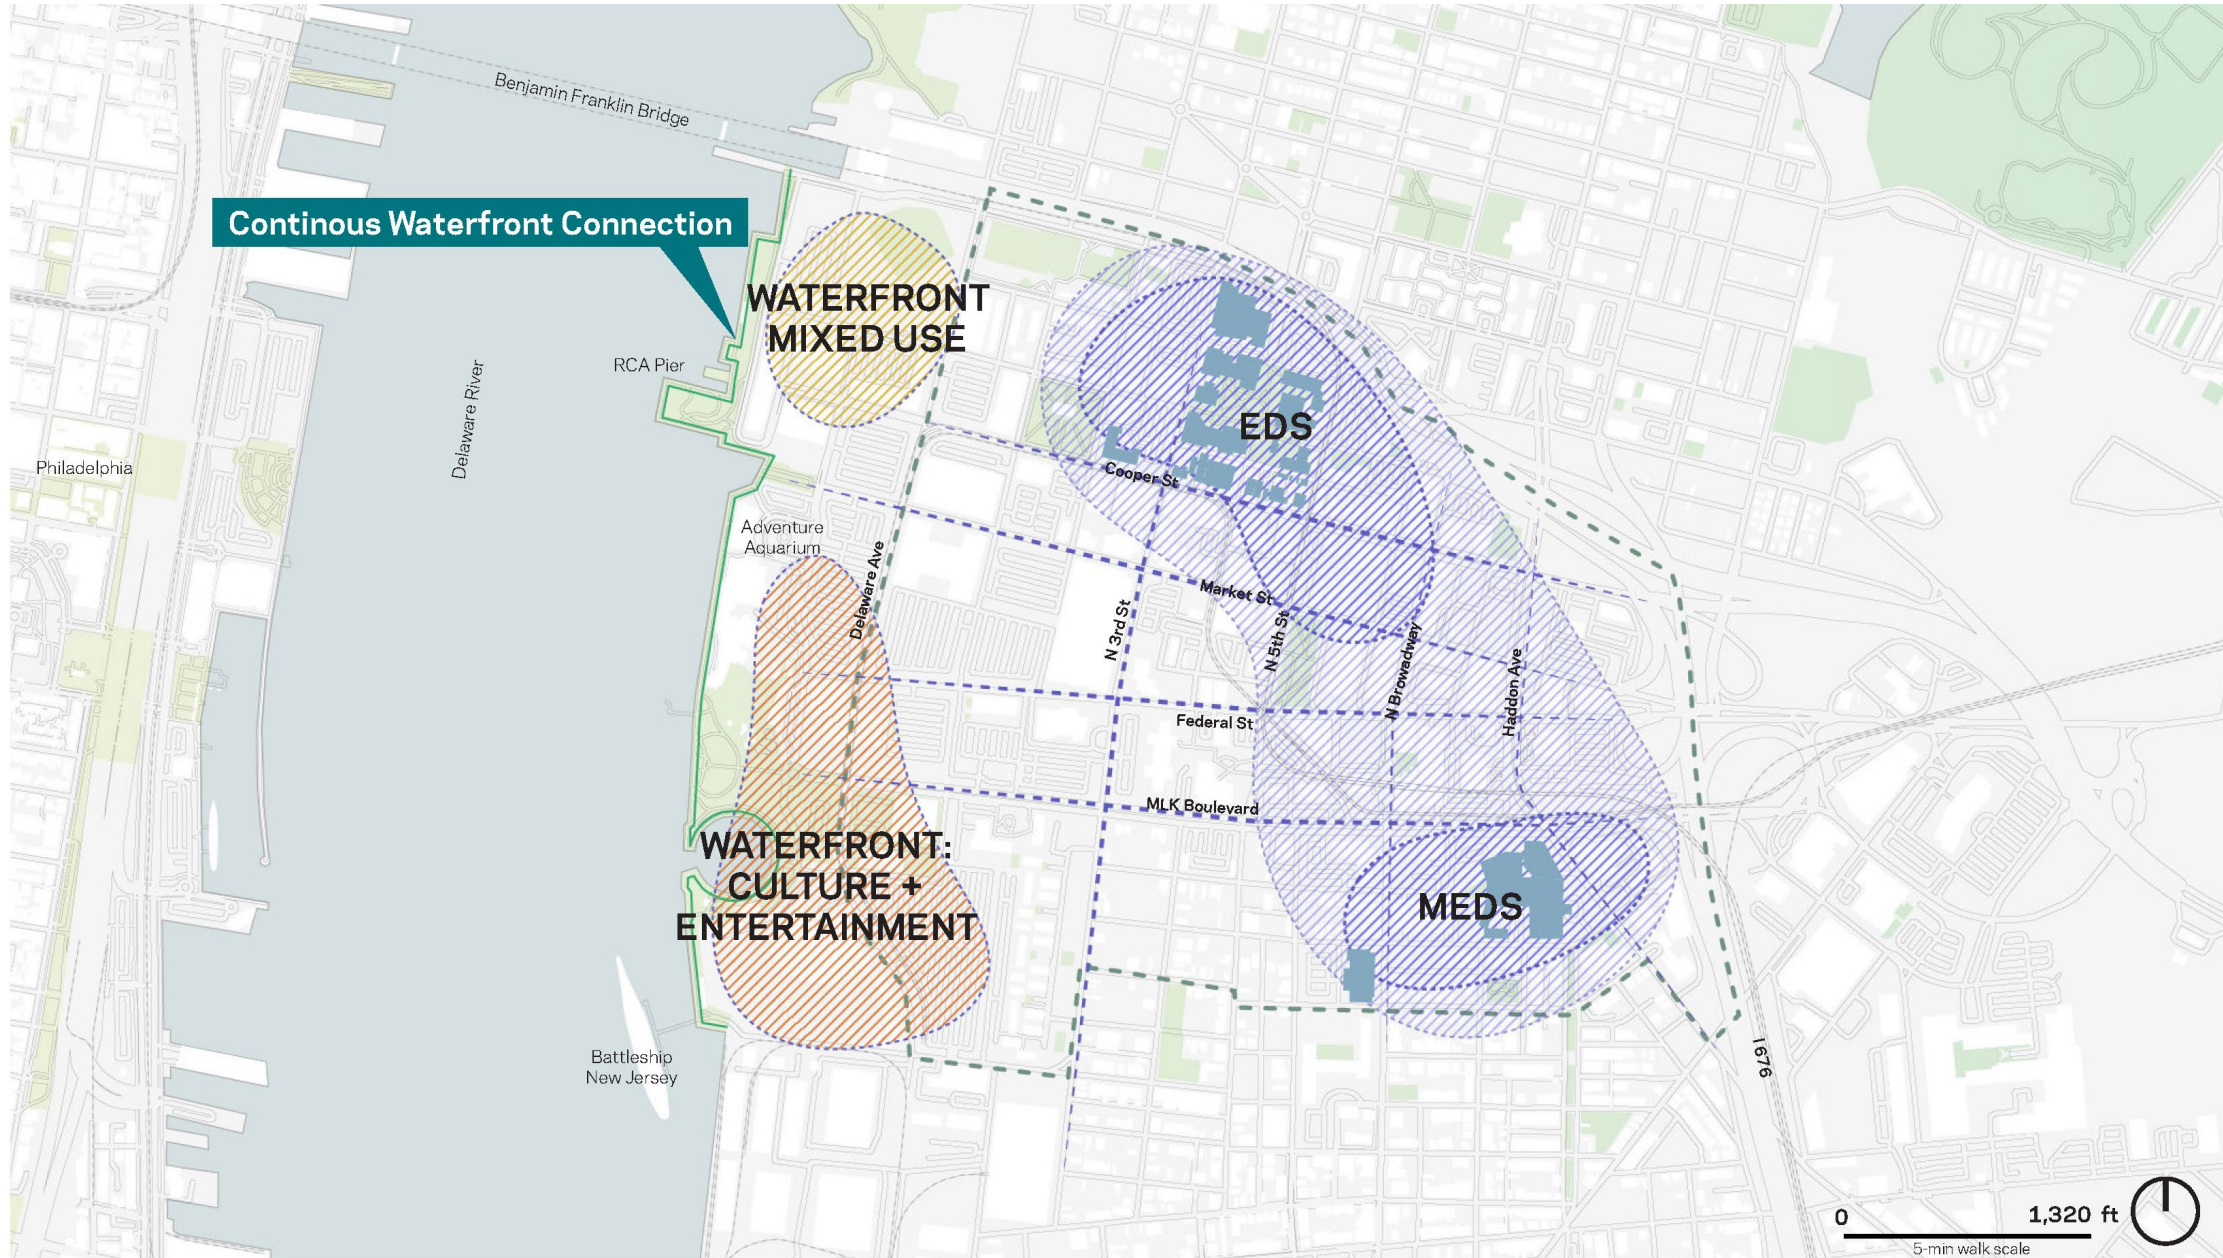 Benjamin Franklin Bridge
Continous Waterfront Connection
WATERFRONT
MIXED USE
RCA Pier
Delaware River
EDS
Philadelphia
Cooper St
Adventure
Aquarium
Delaware Ave
Market St
N 3rd St
N 5th St
N Browadway
Haddon Ave
Federal St
MLK Boulevard
WATERFRONT:
CULTURE +
ENTERTAINMENT
MEDS
Battleship
New Jersey
I 676
0
1,320 ft
5-min walk scale